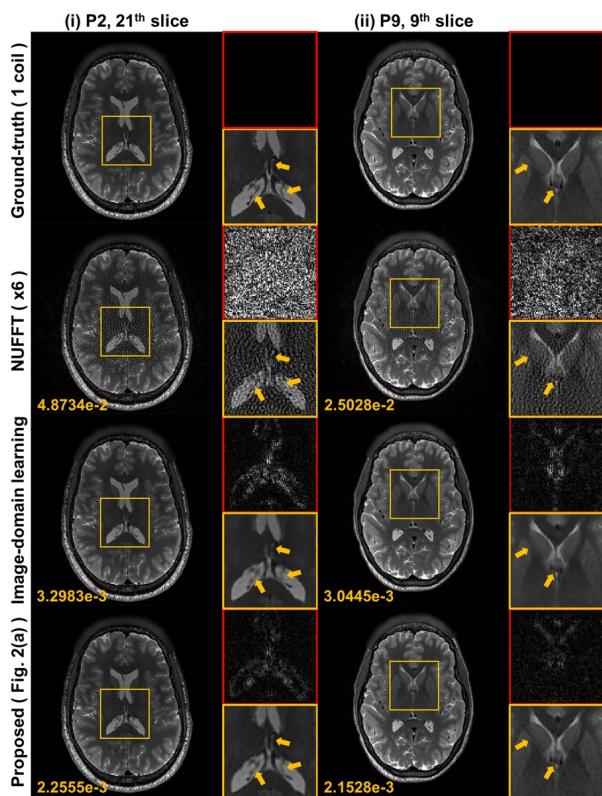 (i) P2, 21th slice
(ii) P9, 9th slice
Ground-truth ( 1 coil )
NUFFT ( x6 )
4.8734e-2
2.5028e-2
Image-domain learning
3.2983e-3
3.0445e-3
Proposed ( Fig. 2(a) )
2.2555e-3
2.1528e-3